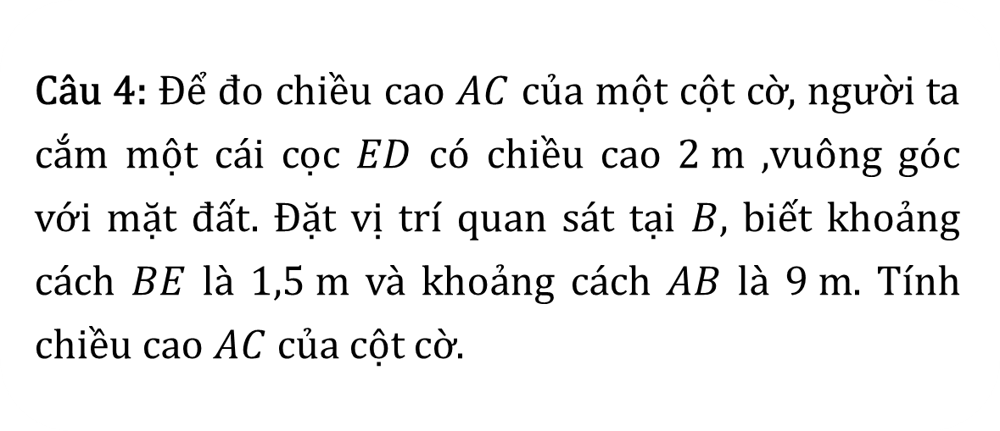 Câu 4: Để đo chiều cao AC của một cột cờ, người ta
cắm một cái cọc ED có chiều cao 2 m ,vuông góc
với mặt đất. Đặt vị trí quan sát tại B, biết khoảng
cách BE là 1,5 m và khoảng cách AB là 9 m. Tính
chiều cao AC của cột cờ.